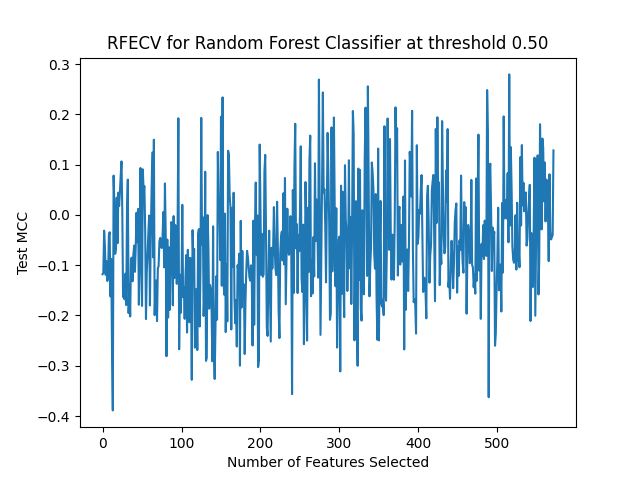 RFECV for Random Forest Classifier at threshold 0.50
0.3
0.2
0.1
0.0
−0.1
−0.2
−0.3
−0.4
Test MCC
0 100 200 300 400 500
Number of Features Selected